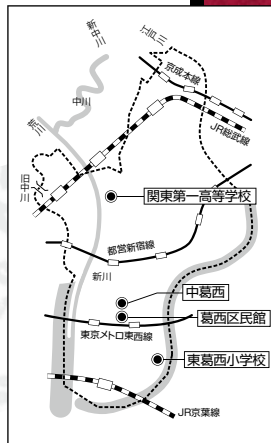 新中川
江戸川
京成本線
JR総武線
中川
荒川
旧中川
関東第一高等学校
都営新宿線
新川
中葛西
葛西区民館
東京メトロ東西線
東葛西小学校
JR京葉線